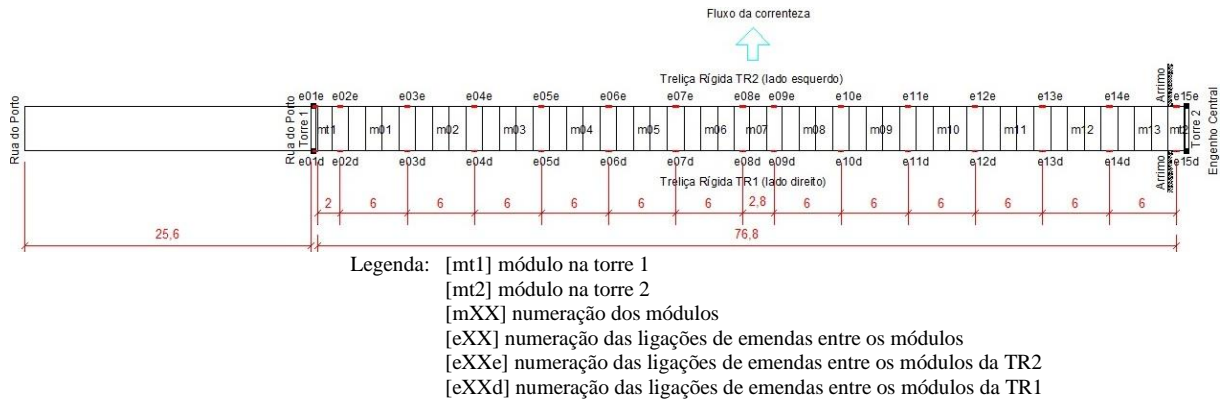 Fluxo da correnteza
Treliça Rígida TR2 (lado esquerdo)
Arrimo
e01e e02e e03e e04e e05e e06e e07e e08e e09e e10e e11e e12e e13e e14e e15e
Rua do Porto
Rua do Porto
Torre 1
mt1 m01 m02 m03 m04 m05 m06 m07 m08 m09 m10 m11 m12 m13 mt2
Torre 2
Engenho Central
e01d e02d e03d e04d e05d e06d e07d e08d e09d e10d e11d e12d e13d e14d e15d
Arrimo
Treliça Rígida TR1 (lado direito)
2 6 6 6 6 6 6 2,8 6 6 6 6 6 6
25,6 76,8
Legenda: [mt1] módulo na torre 1
[mt2] módulo na torre 2
[mXX] numeração dos módulos
[eXX] numeração das ligações de emendas entre os módulos
[eXXe] numeração das ligações de emendas entre os módulos da TR2
[eXXd] numeração das ligações de emendas entre os módulos da TR1